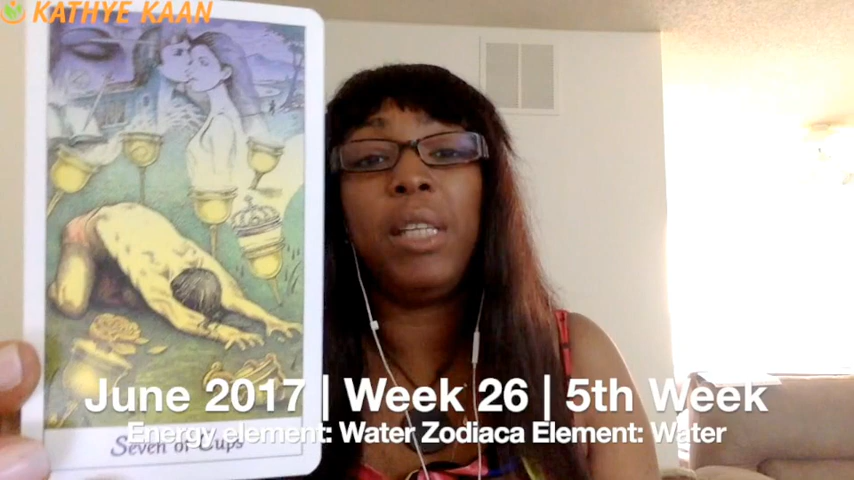 KATHYE KAAN
June 2017 | Week 26 | 5th Week
Energy element: Water Zodiaca Element: Water
Seven of Cups